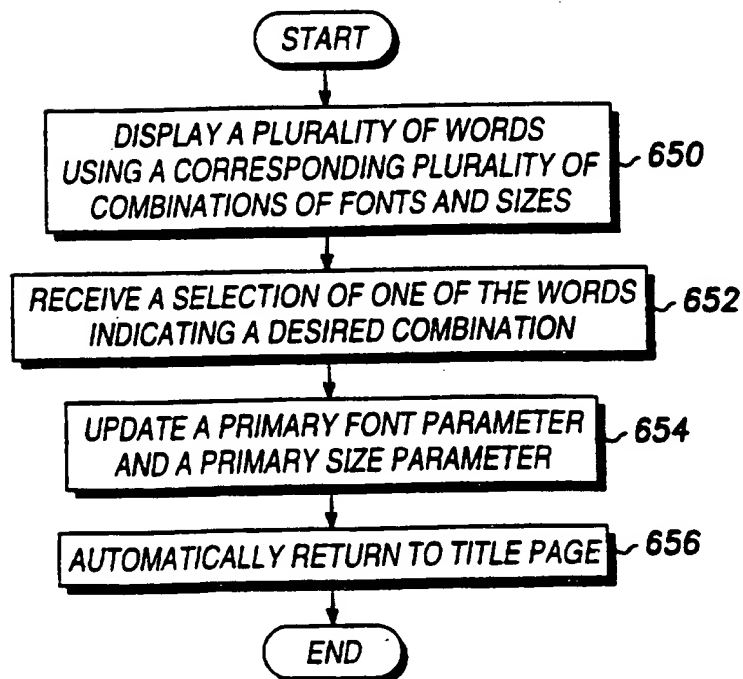 START
DISPLAY A PLURALITY OF WORDS
USING A CORRESPONDING PLURALITY OF
COMBINATIONS OF FONTS AND SIZES
650
RECEIVE A SELECTION OF ONE OF THE WORDS
INDICATING A DESIRED COMBINATION
652
UPDATE A PRIMARY FONT PARAMETER
AND A PRIMARY SIZE PARAMETER
654
AUTOMATICALLY RETURN TO TITLE PAGE
656
END